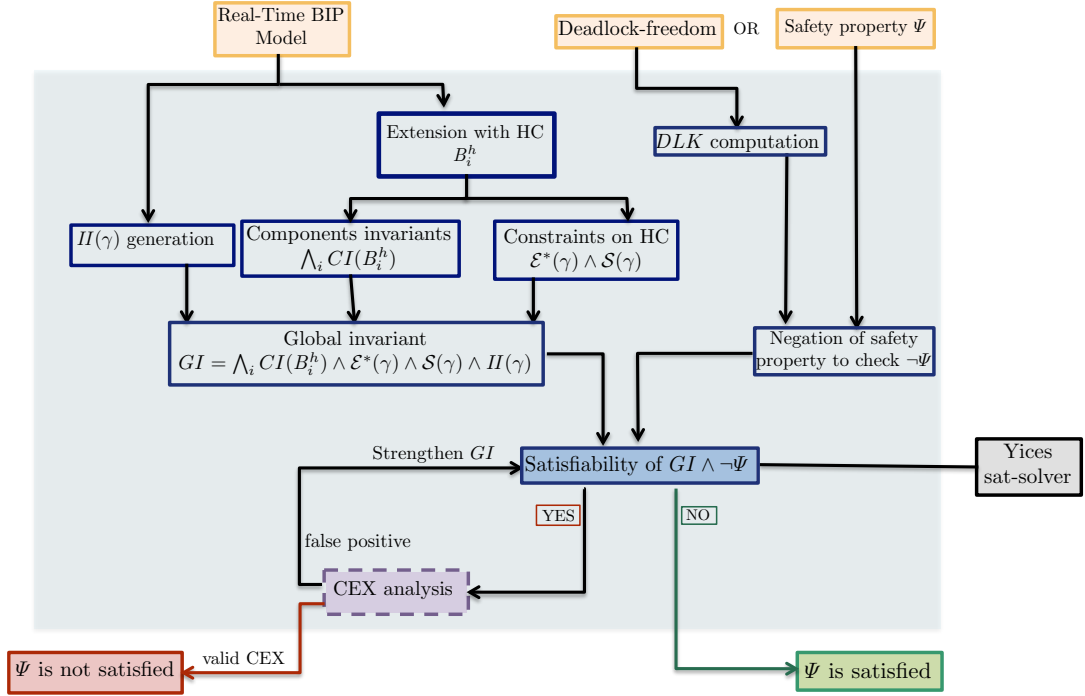 Real-Time BIP
Model
Deadlock-freedom
OR
Safety property Ψ
Extension with HC
B_i^h
DLK computation
II(γ) generation
Components invariants
⋀_i CI(B_i^h)
Constraints on HC
ℰ*(γ) ∧ 𝒮(γ)
Global invariant
GI = ⋀_i CI(B_i^h) ∧ ℰ*(γ) ∧ 𝒮(γ) ∧ II(γ)
Negation of safety
property to check ¬Ψ
Strengthen GI
Satisfiability of GI ∧ ¬Ψ
Yices
sat-solver
YES
NO
false positive
CEX analysis
Ψ is not satisfied
valid CEX
Ψ is satisfied